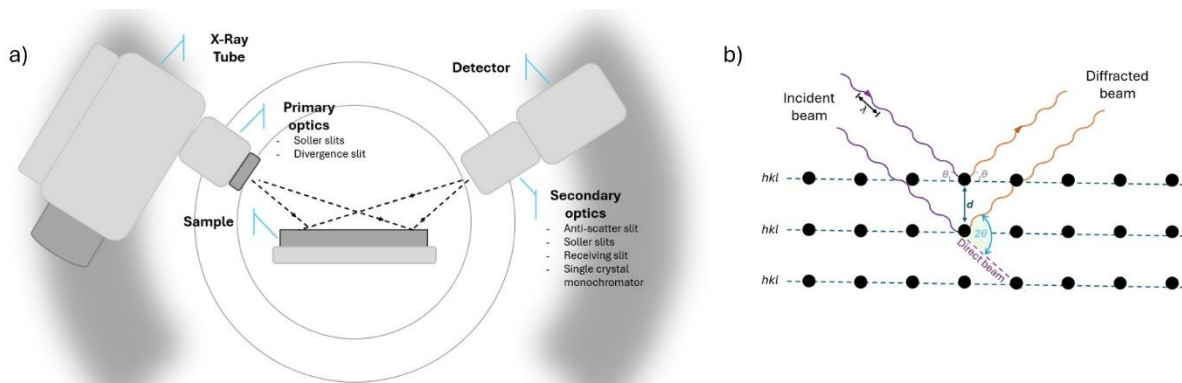 a)
X-Ray
Tube
Primary
optics
- Soller slits
- Divergence slit
Sample
Detector
Secondary
optics
- Anti-scatter slit
- Soller slits
- Receiving slit
- Single crystal
monochromator
b)
Incident
beam
λ
Diffracted
beam
hkl
θ
θ
d
hkl
2θ
Direct beam
hkl